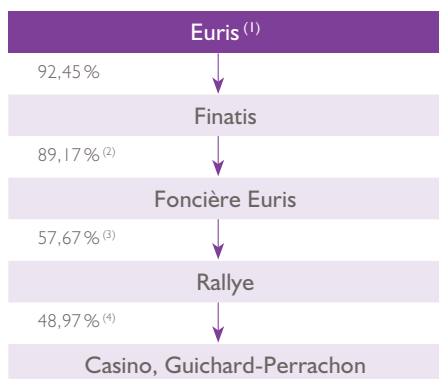 Euris (1)
92,45 %
Finatis
89,17 % (2)
Foncière Euris
57,67 % (3)
Rallye
48,97 % (4)
Casino, Guichard-Perrachon